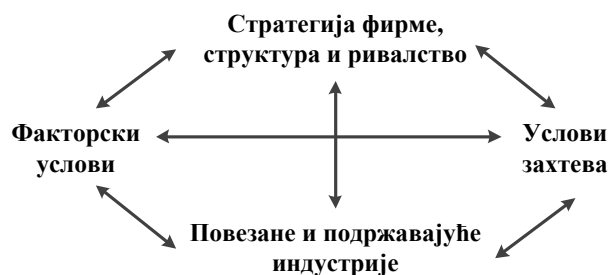 Стратегија фирме,
структура и ривалство
Факторски
услови
Услови
захтева
Повезане и подржавајуће
индустрије